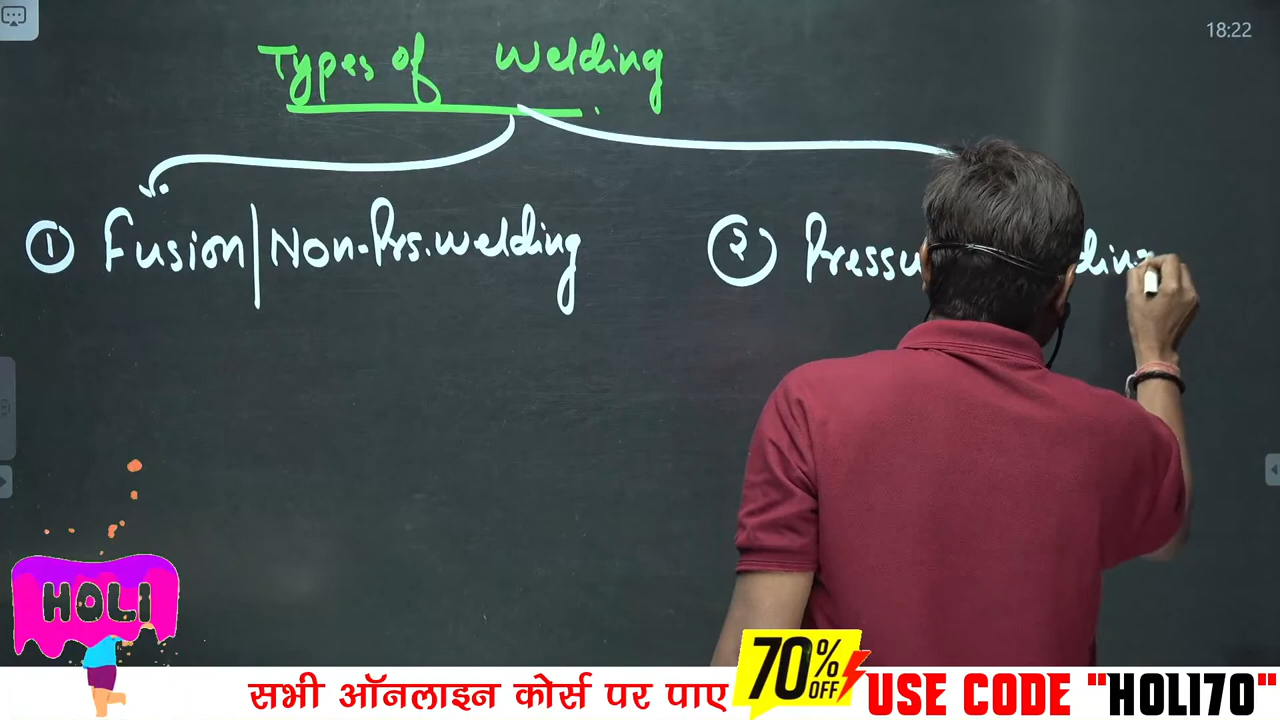 18:22
Types of Welding
① Fusion | Non-Prs. welding
② Pressu ding
HOLI
सभी ऑनलाइन कोर्स पर पाए 70% OFF USE CODE "HOLI70"